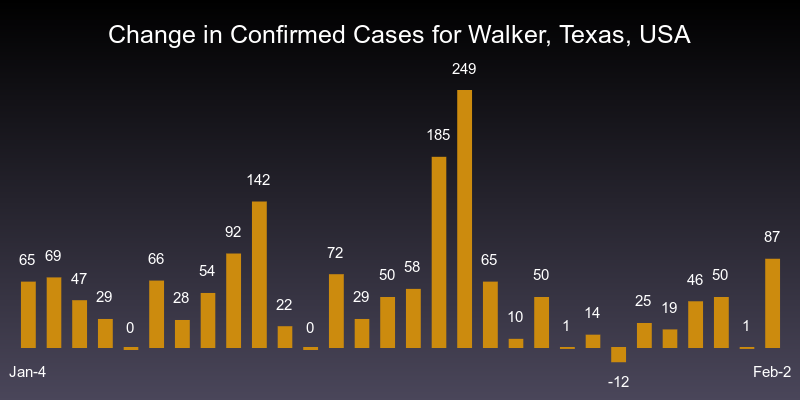 Change in Confirmed Cases for Walker, Texas, USA
65 69 47 29 0 66 28 54 92 142 22 0 72 29 50 58 185 249 65 10 50 1 14 -12 25 19 46 50 1 87
Jan-4 Feb-2